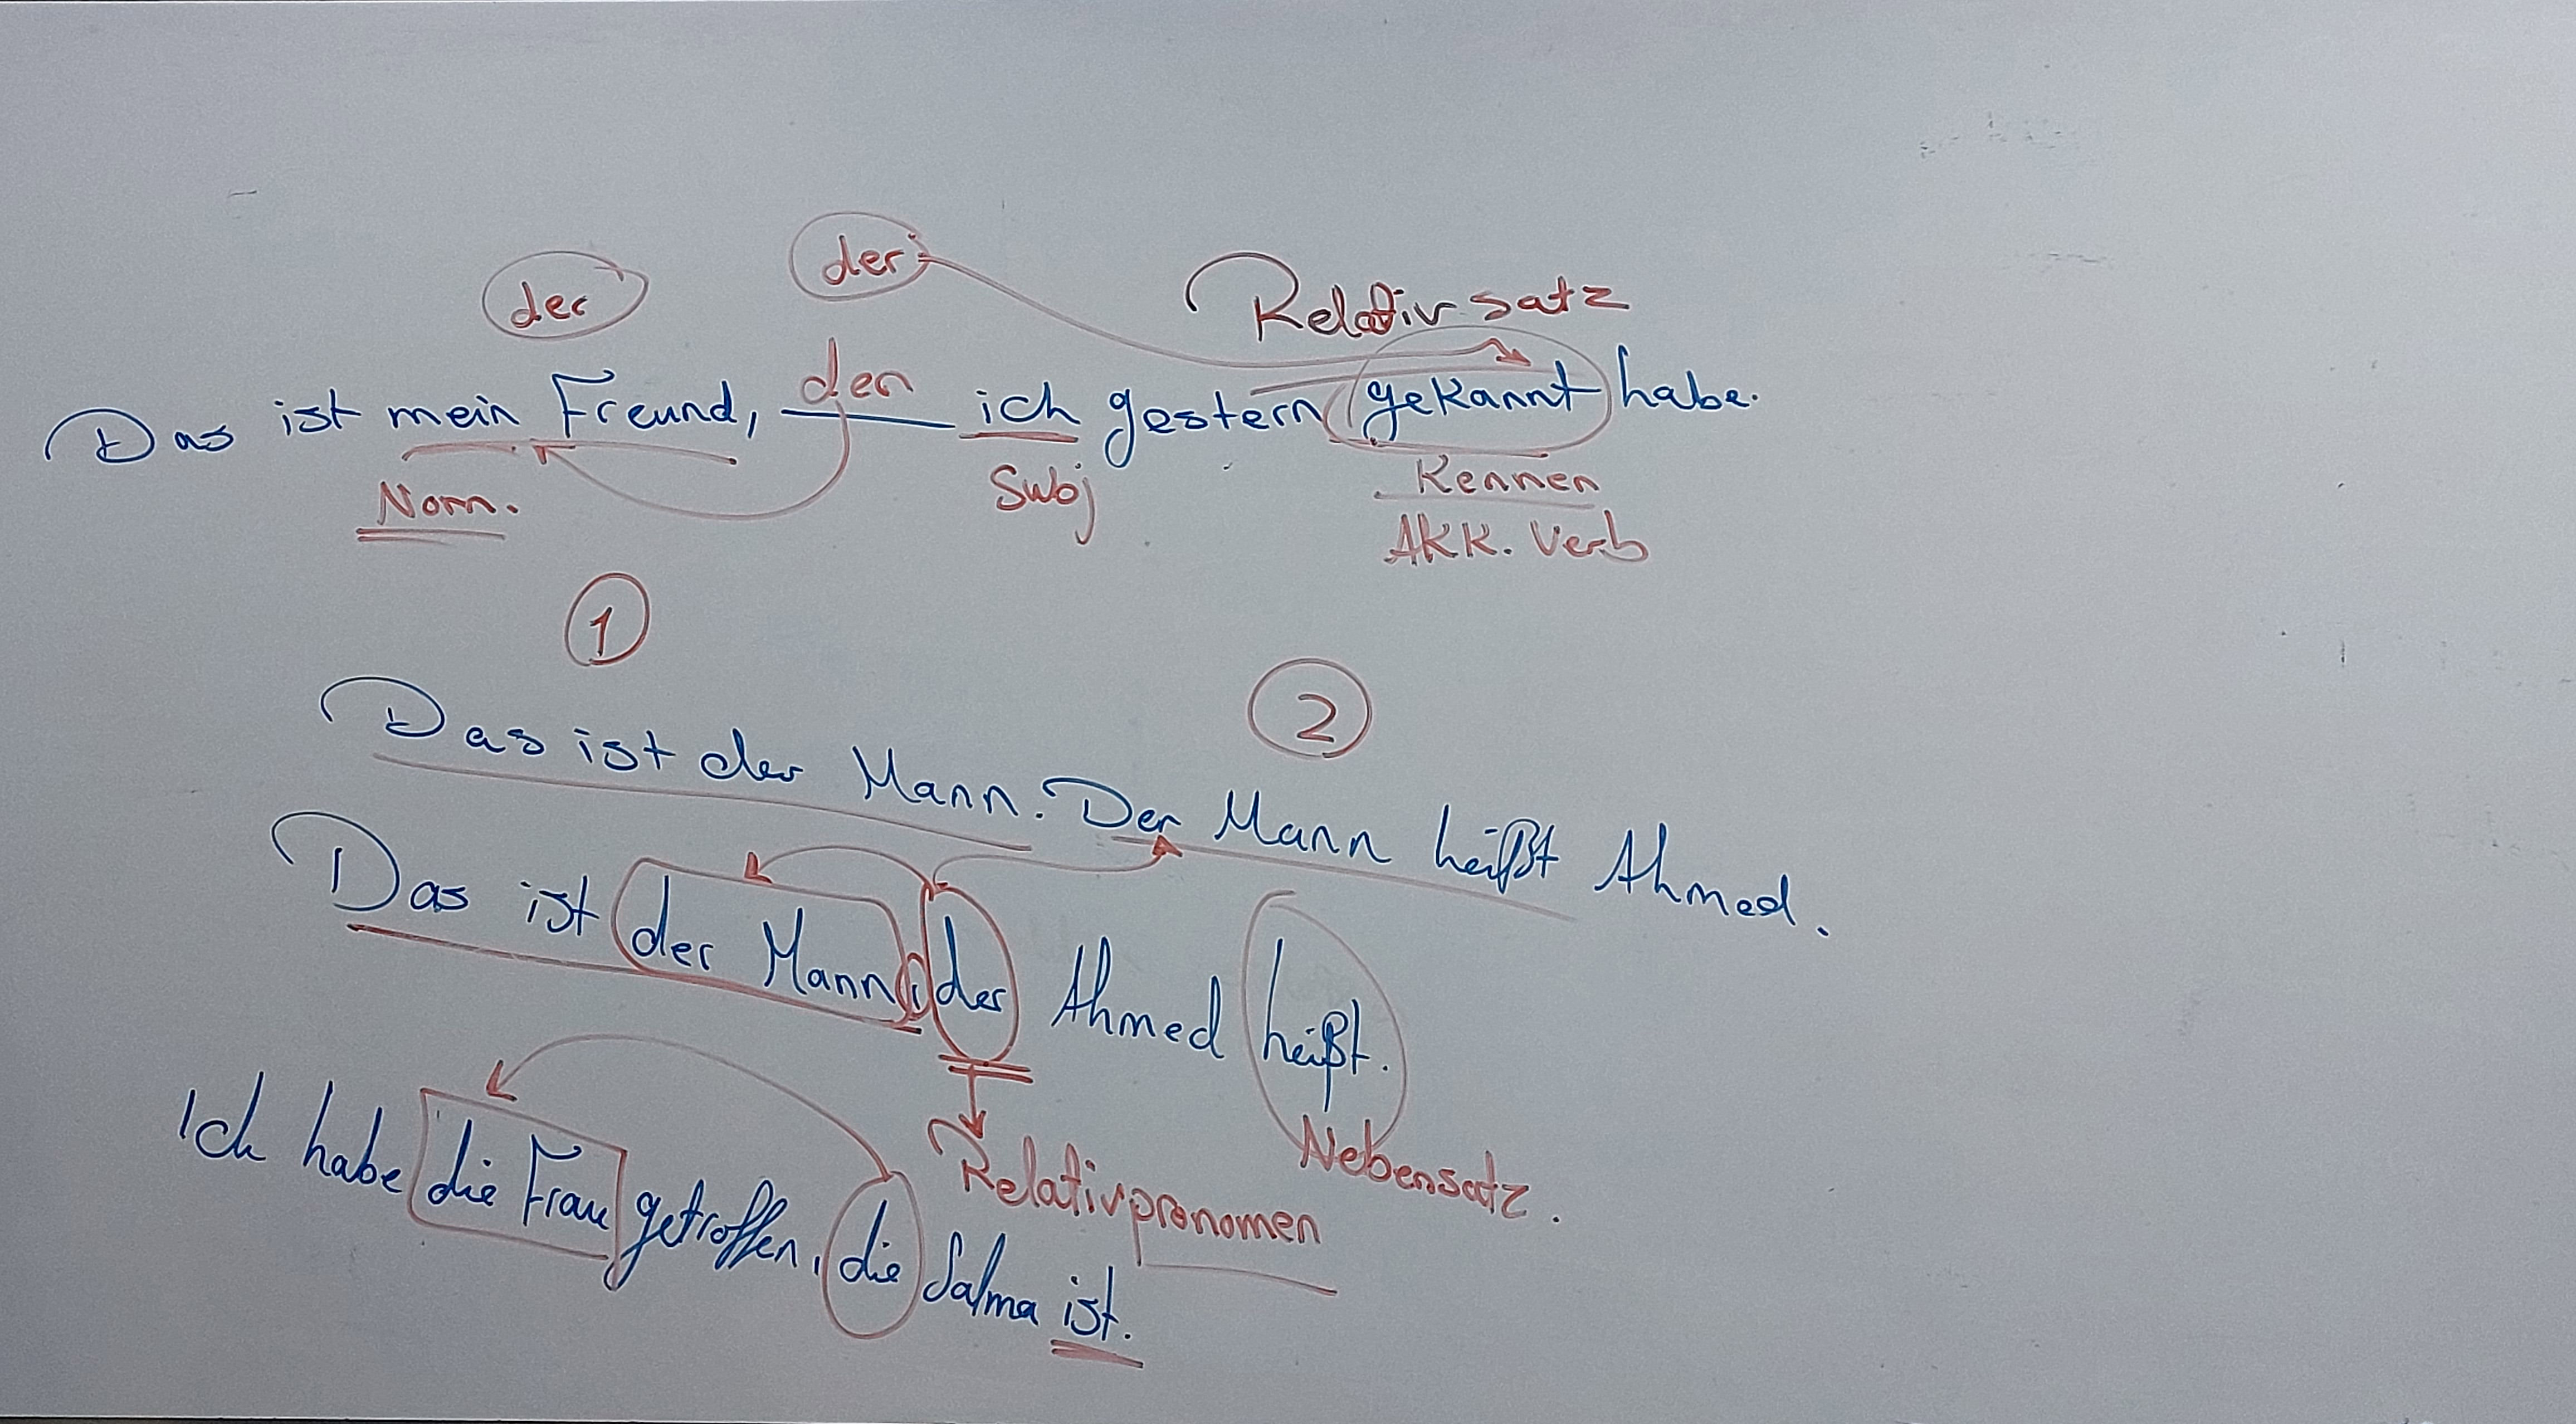 der der
Relativsatz
Das ist mein Freund, den ich gestern gekannt habe.
Nom. Subj Kennen
AKK. Verb
1
2
Das ist der Mann. Der Mann heißt Ahmed.
Das ist der Mann, der Ahmed heißt.
Nebensatz.
Relativpronomen
Ich habe die Frau getroffen, die Salma ist.